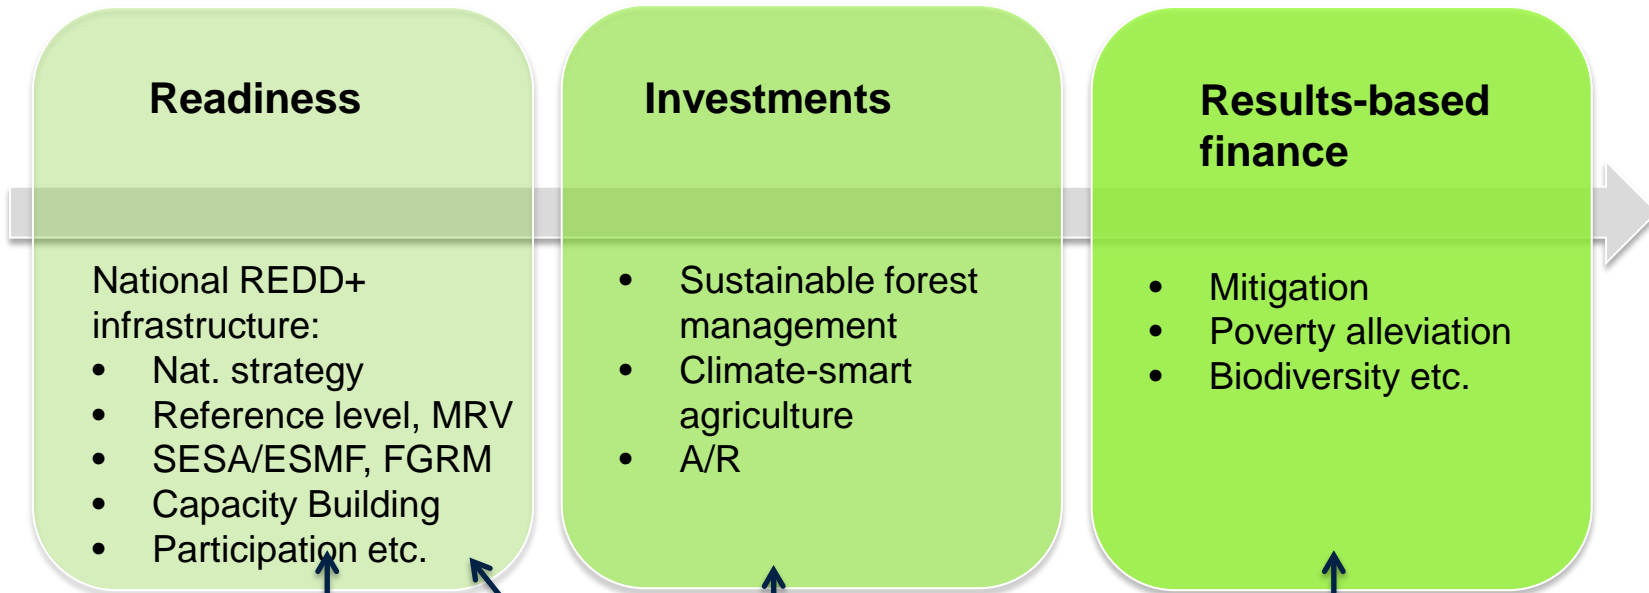 Readiness
National REDD+
infrastructure:
• Nat. strategy
• Reference level, MRV
• SESA/ESMF, FGRM
• Capacity Building
• Participation etc.
Investments
• Sustainable forest
management
• Climate-smart
agriculture
• A/R
Results-based
finance
• Mitigation
• Poverty alleviation
• Biodiversity etc.